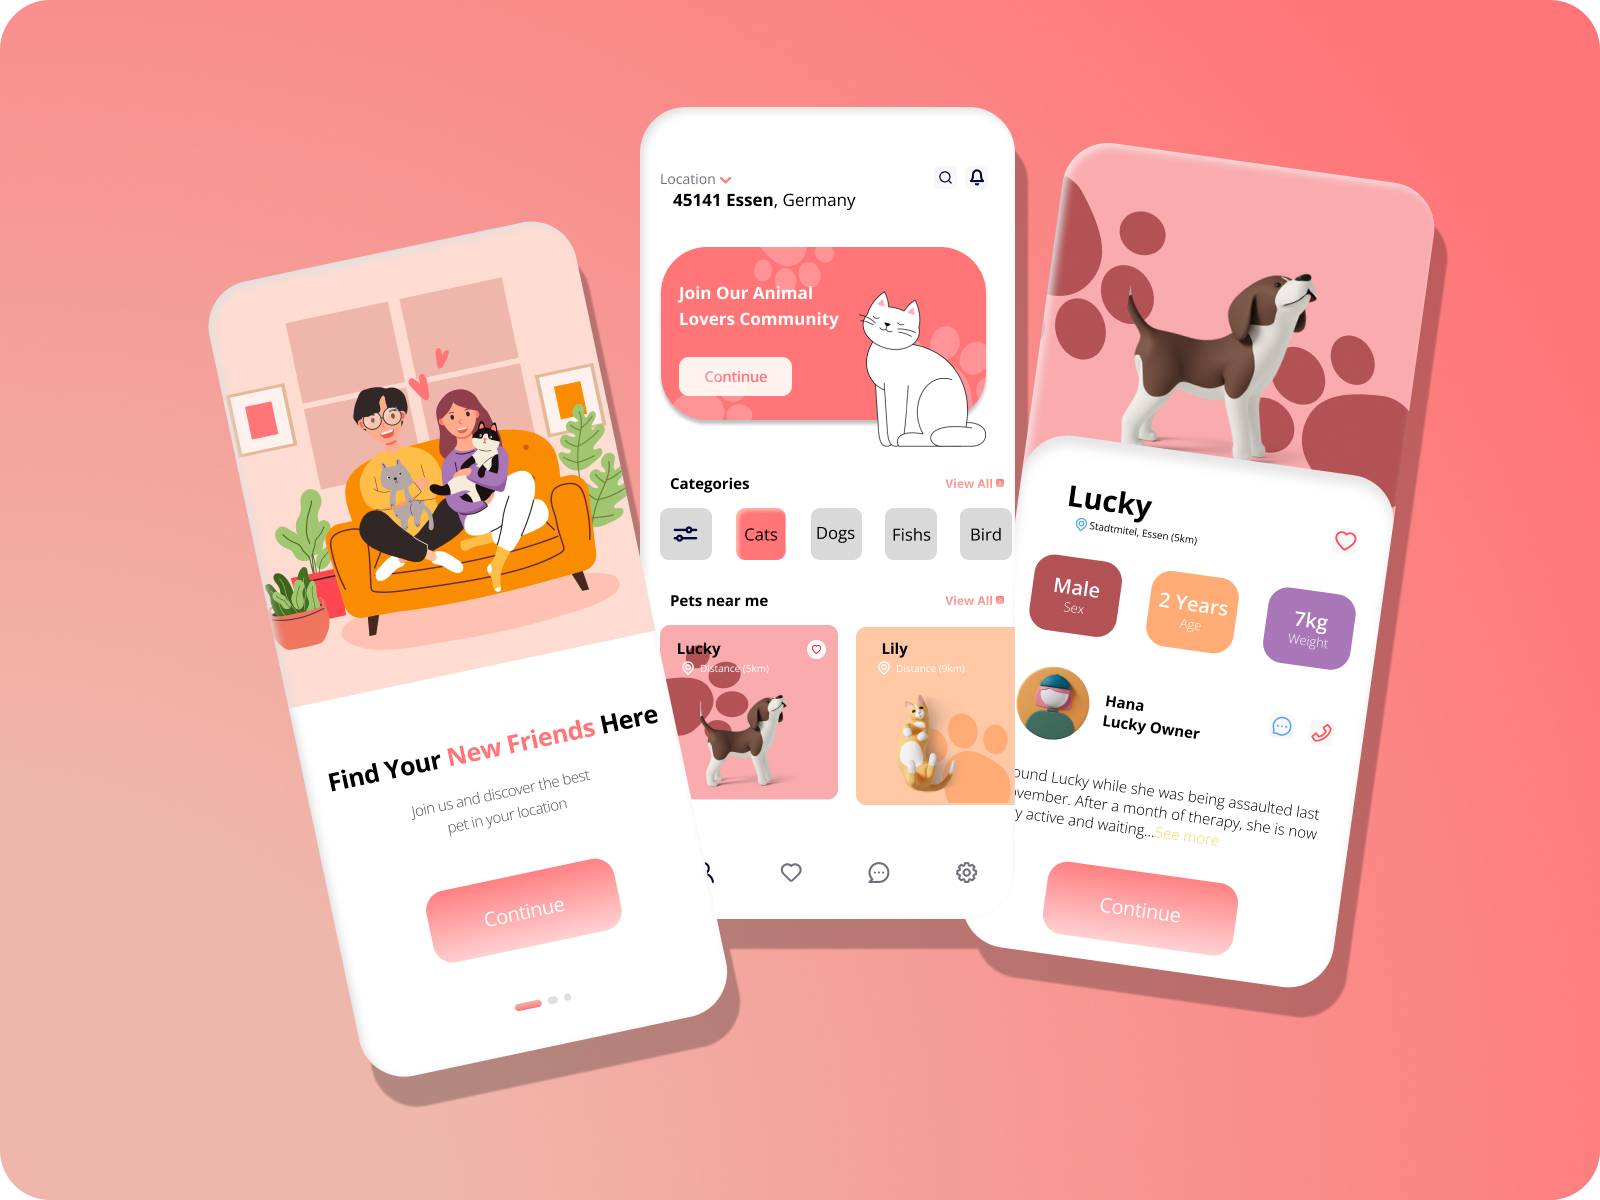 Find Your New Friends Here
Join us and discover the best
pet in your location
Continue
Location
45141 Essen, Germany
Join Our Animal
Lovers Community
Continue
Categories
View All
Cats
Dogs
Fishs
Bird
Pets near me
View All
Lucky
Distance (5km)
Lily
Distance (9km)
Lucky
Stadtmitel, Essen (5km)
Male
Sex
2 Years
Age
7kg
Weight
Hana
Lucky Owner
ound Lucky while she was being assaulted last
vember. After a month of therapy, she is now
y active and waiting...See more
Continue